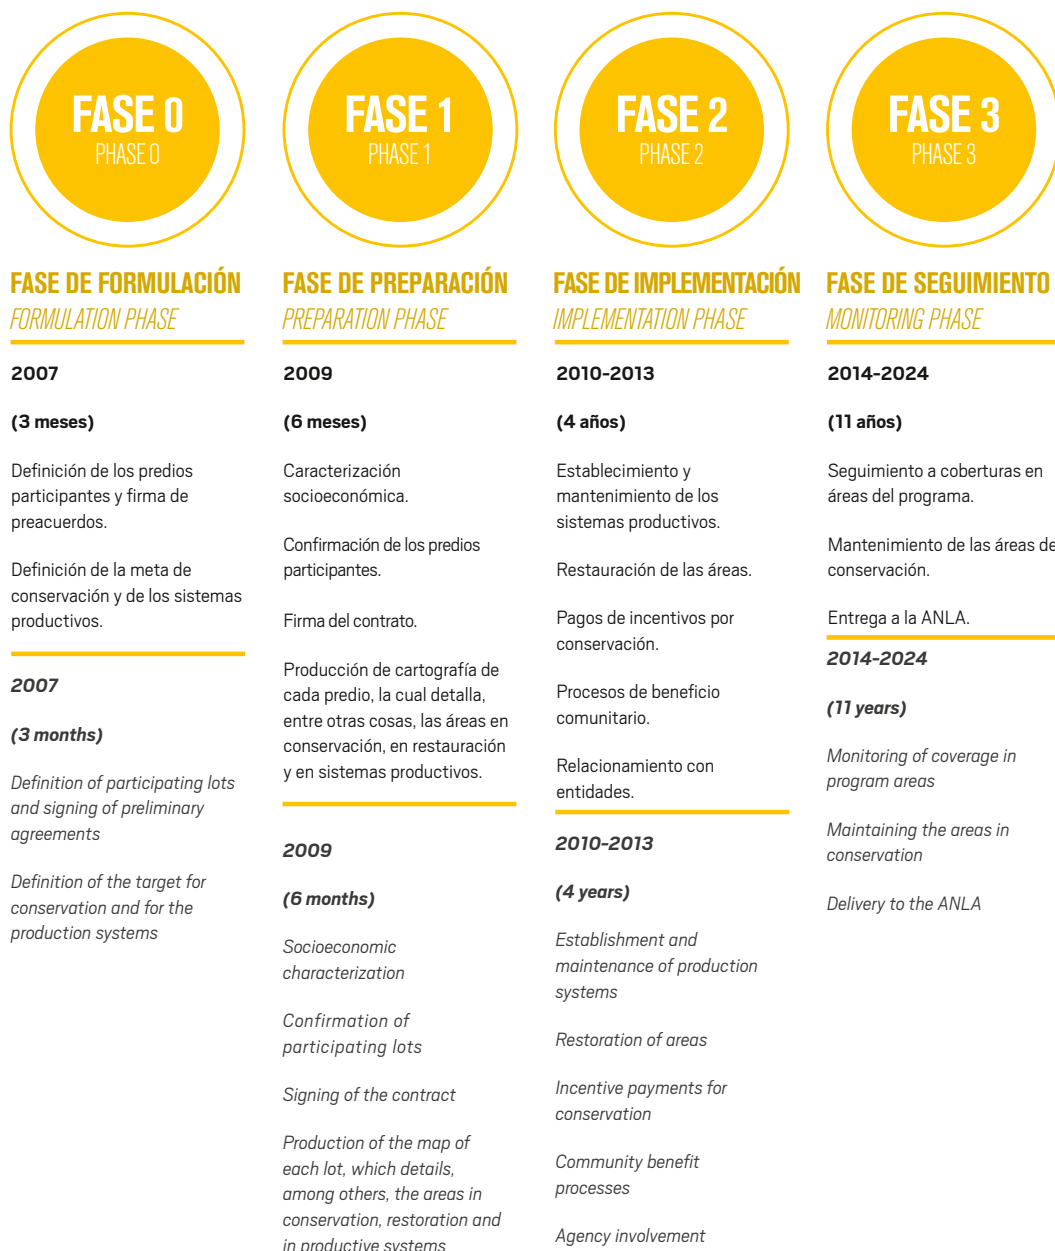 FASE 0
PHASE 0
FASE DE FORMULACIÓN
FORMULATION PHASE
2007
(3 meses)
Definición de los predios
participantes y firma de
preacuerdos.
Definición de la meta de
conservación y de los sistemas
productivos.
2007
(3 months)
Definition of participating lots
and signing of preliminary
agreements
Definition of the target for
conservation and for the
production systems
FASE 1
PHASE 1
FASE DE PREPARACIÓN
PREPARATION PHASE
2009
(6 meses)
Caracterización
socioeconómica.
Confirmación de los predios
participantes.
Firma del contrato.
Producción de cartografía de
cada predio, la cual detalla,
entre otras cosas, las áreas en
conservación, en restauración
y en sistemas productivos.
2009
(6 months)
Socioeconomic
characterization
Confirmation of
participating lots
Signing of the contract
Production of the map of
each lot, which details,
among others, the areas in
conservation, restoration and
in productive systems
FASE 2
PHASE 2
FASE DE IMPLEMENTACIÓN
IMPLEMENTATION PHASE
2010-2013
(4 años)
Establecimiento y
mantenimiento de los
sistemas productivos.
Restauración de las áreas.
Pagos de incentivos por
conservación.
Procesos de beneficio
comunitario.
Relacionamiento con
entidades.
2010-2013
(4 years)
Establishment and
maintenance of production
systems
Restoration of areas
Incentive payments for
conservation
Community benefit
processes
Agency involvement
FASE 3
PHASE 3
FASE DE SEGUIMIENTO
MONITORING PHASE
2014-2024
(11 años)
Seguimiento a coberturas en
áreas del programa.
Mantenimiento de las áreas de
conservación.
Entrega a la ANLA.
2014-2024
(11 years)
Monitoring of coverage in
program areas
Maintaining the areas in
conservation
Delivery to the ANLA